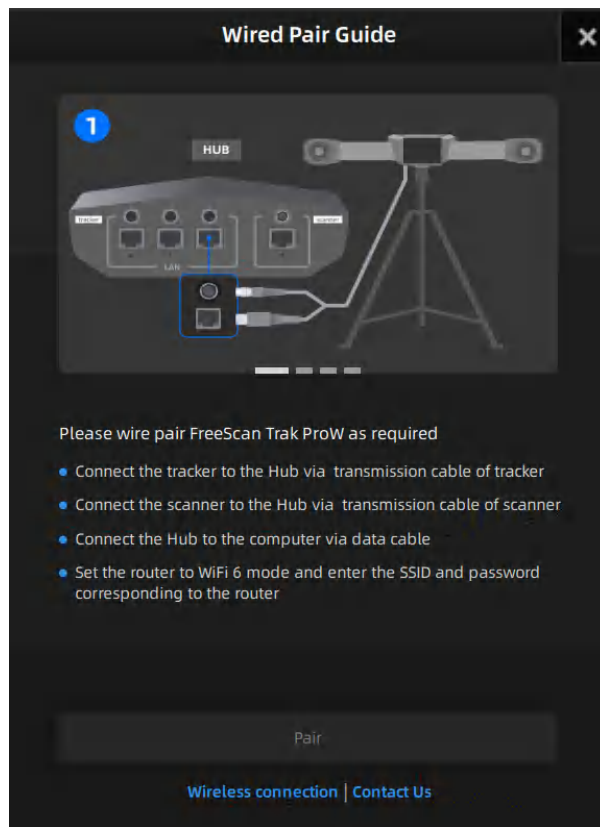 Wired Pair Guide
1
HUB
tracker
scanner
LAN
Please wire pair FreeScan Trak ProW as required
Connect the tracker to the Hub via transmission cable of tracker
Connect the scanner to the Hub via transmission cable of scanner
Connect the Hub to the computer via data cable
Set the router to WiFi 6 mode and enter the SSID and password
corresponding to the router
Pair
Wireless connection | Contact Us